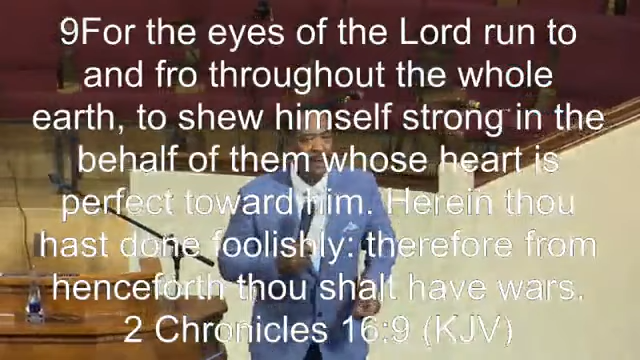 9For the eyes of the Lord run to
and fro throughout the whole
earth, to shew himself strong in the
behalf of them whose heart is
perfect toward him. Herein thou
hast done foolishly: therefore from
henceforth thou shalt have wars.
2 Chronicles 16:9 (KJV)